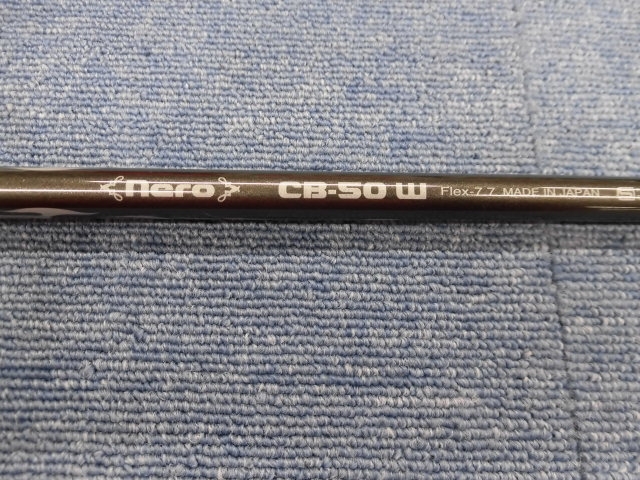 nero CB-50 W Flex-7.7 MADE IN JAPAN